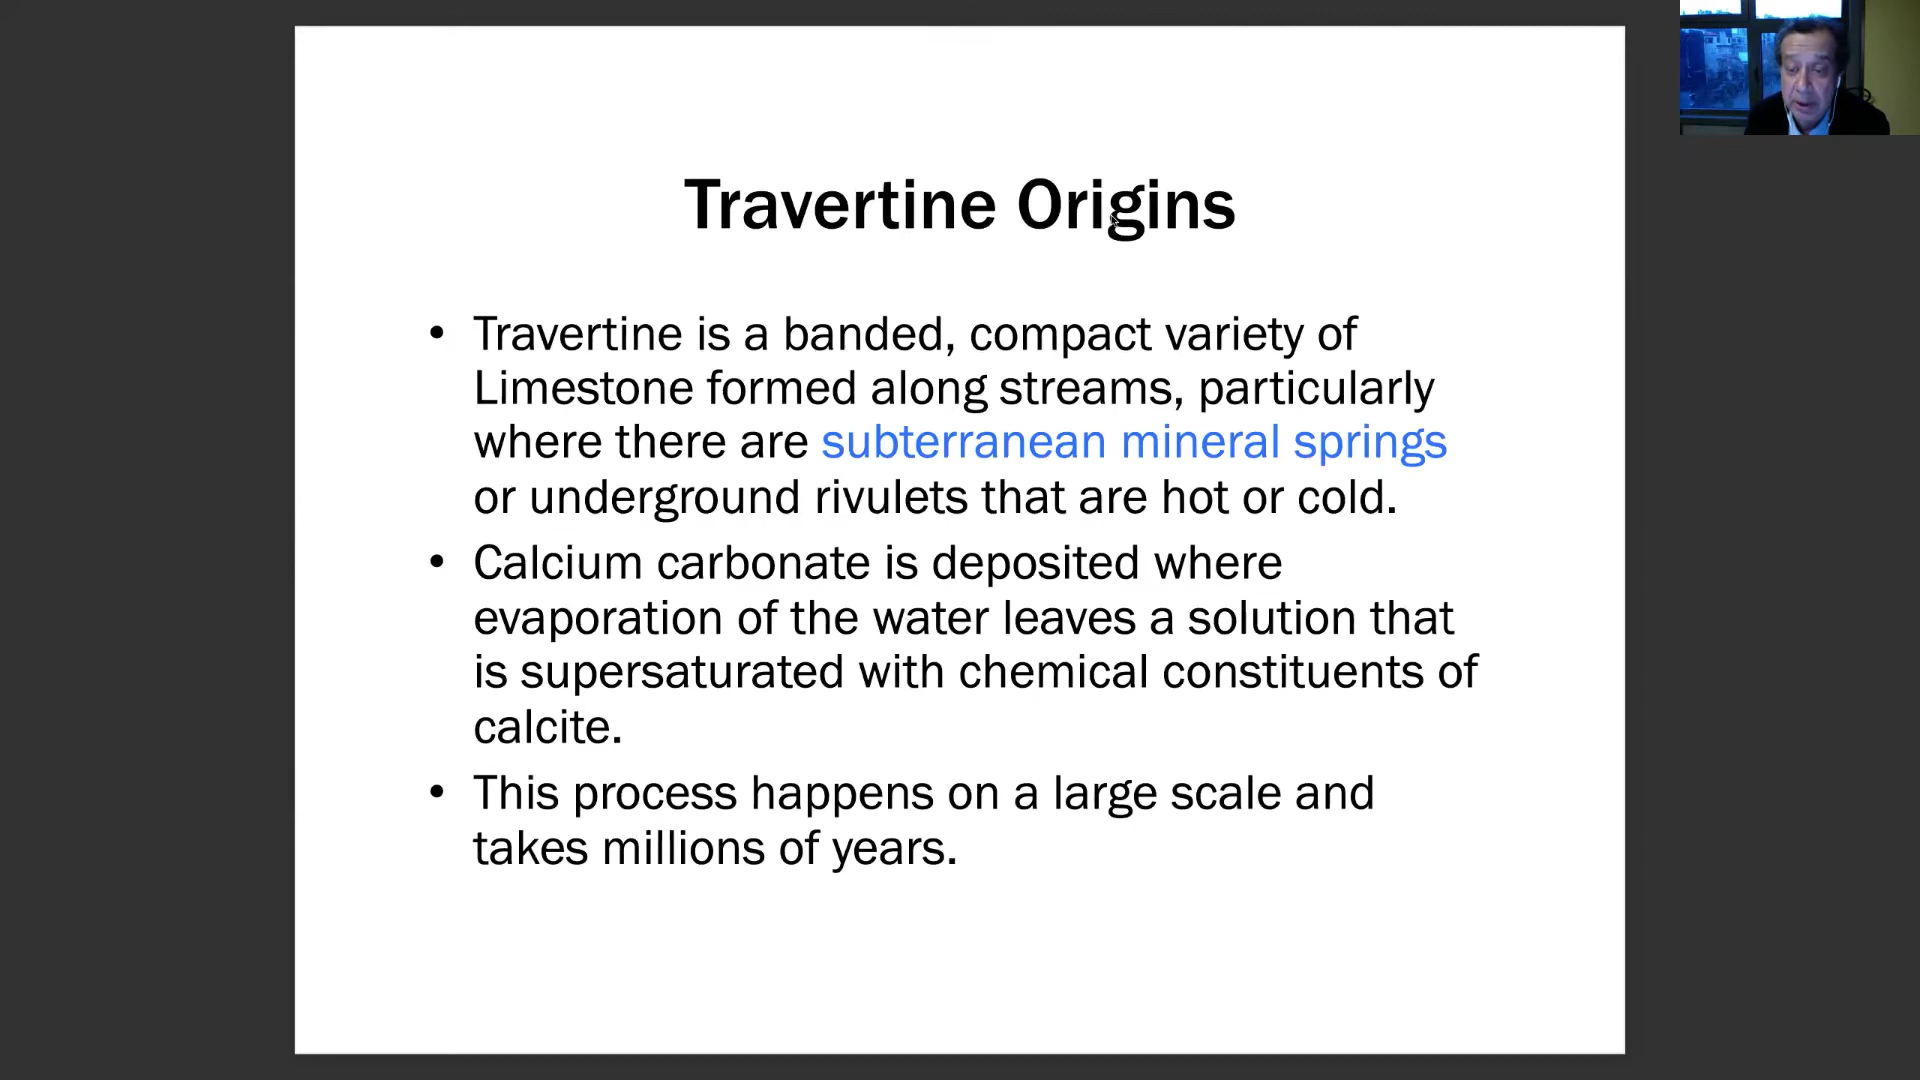 Travertine Origins
• Travertine is a banded, compact variety of
Limestone formed along streams, particularly
where there are subterranean mineral springs
or underground rivulets that are hot or cold.
• Calcium carbonate is deposited where
evaporation of the water leaves a solution that
is supersaturated with chemical constituents of
calcite.
• This process happens on a large scale and
takes millions of years.